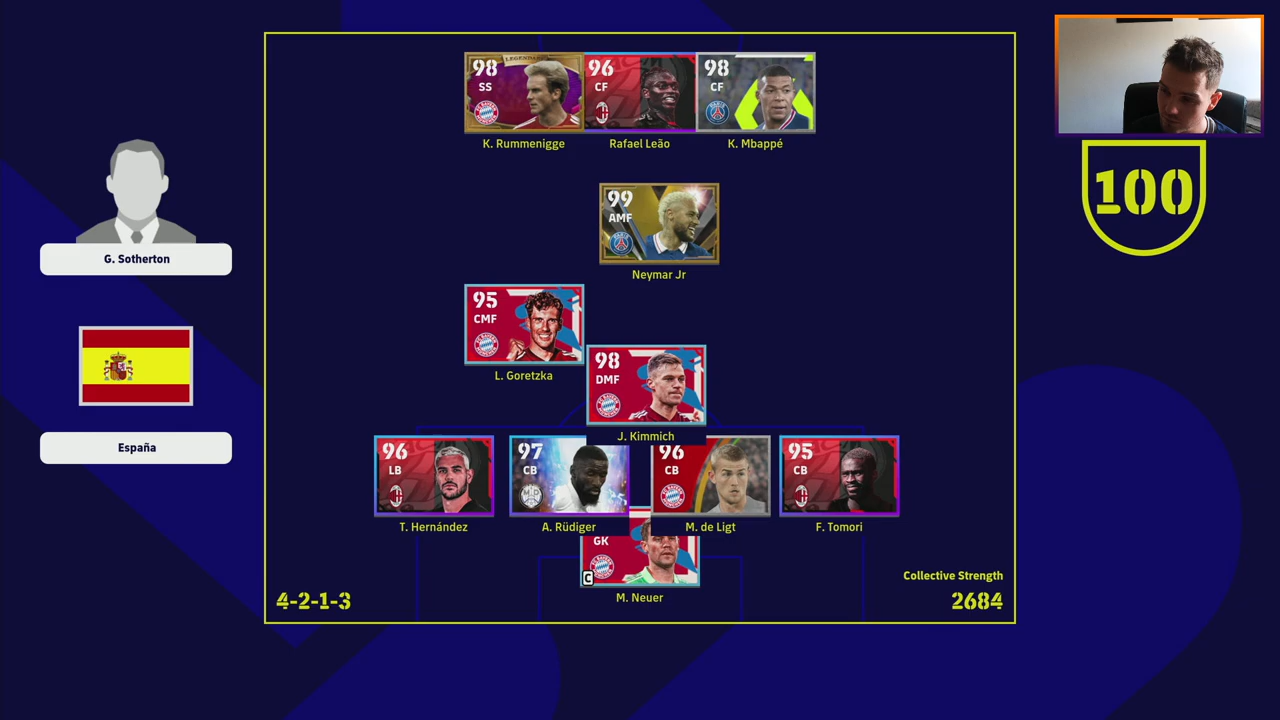 98
SS
LEGENDARY
K. Rummenigge
96
CF
Rafael Leão
98
CF
K. Mbappé
100
G. Sotherton
España
99
AMF
Neymar Jr
95
CMF
L. Goretzka
98
DMF
J. Kimmich
96
LB
T. Hernández
97
CB
A. Rüdiger
96
CB
M. de Ligt
95
CB
F. Tomori
GK
C
M. Neuer
4-2-1-3
Collective Strength
2684